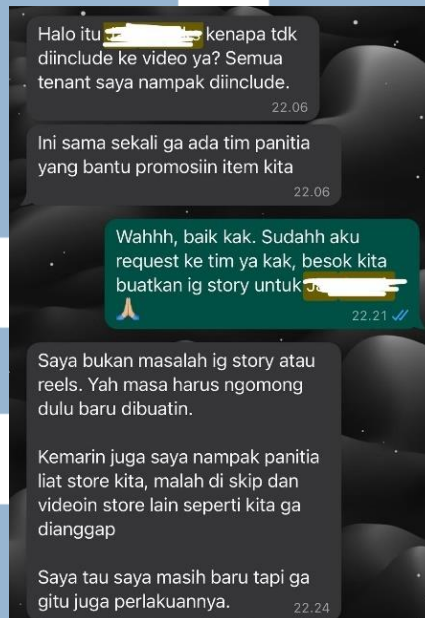 Halo itu kenapa tdk
diinclude ke video ya? Semua
tenant saya nampak diinclude.
22.06
Ini sama sekali ga ada tim panitia
yang bantu promosiin item kita
22.06
Wahhh, baik kak. Sudahh aku
request ke tim ya kak, besok kita
buatkan ig story untuk
🙏🏼
22.21
Saya bukan masalah ig story atau
reels. Yah masa harus ngomong
dulu baru dibuatin.
Kemarin juga saya nampak panitia
liat store kita, malah di skip dan
videoin store lain seperti kita ga
dianggap
Saya tau saya masih baru tapi ga
gitu juga perlakuannya.
22.24